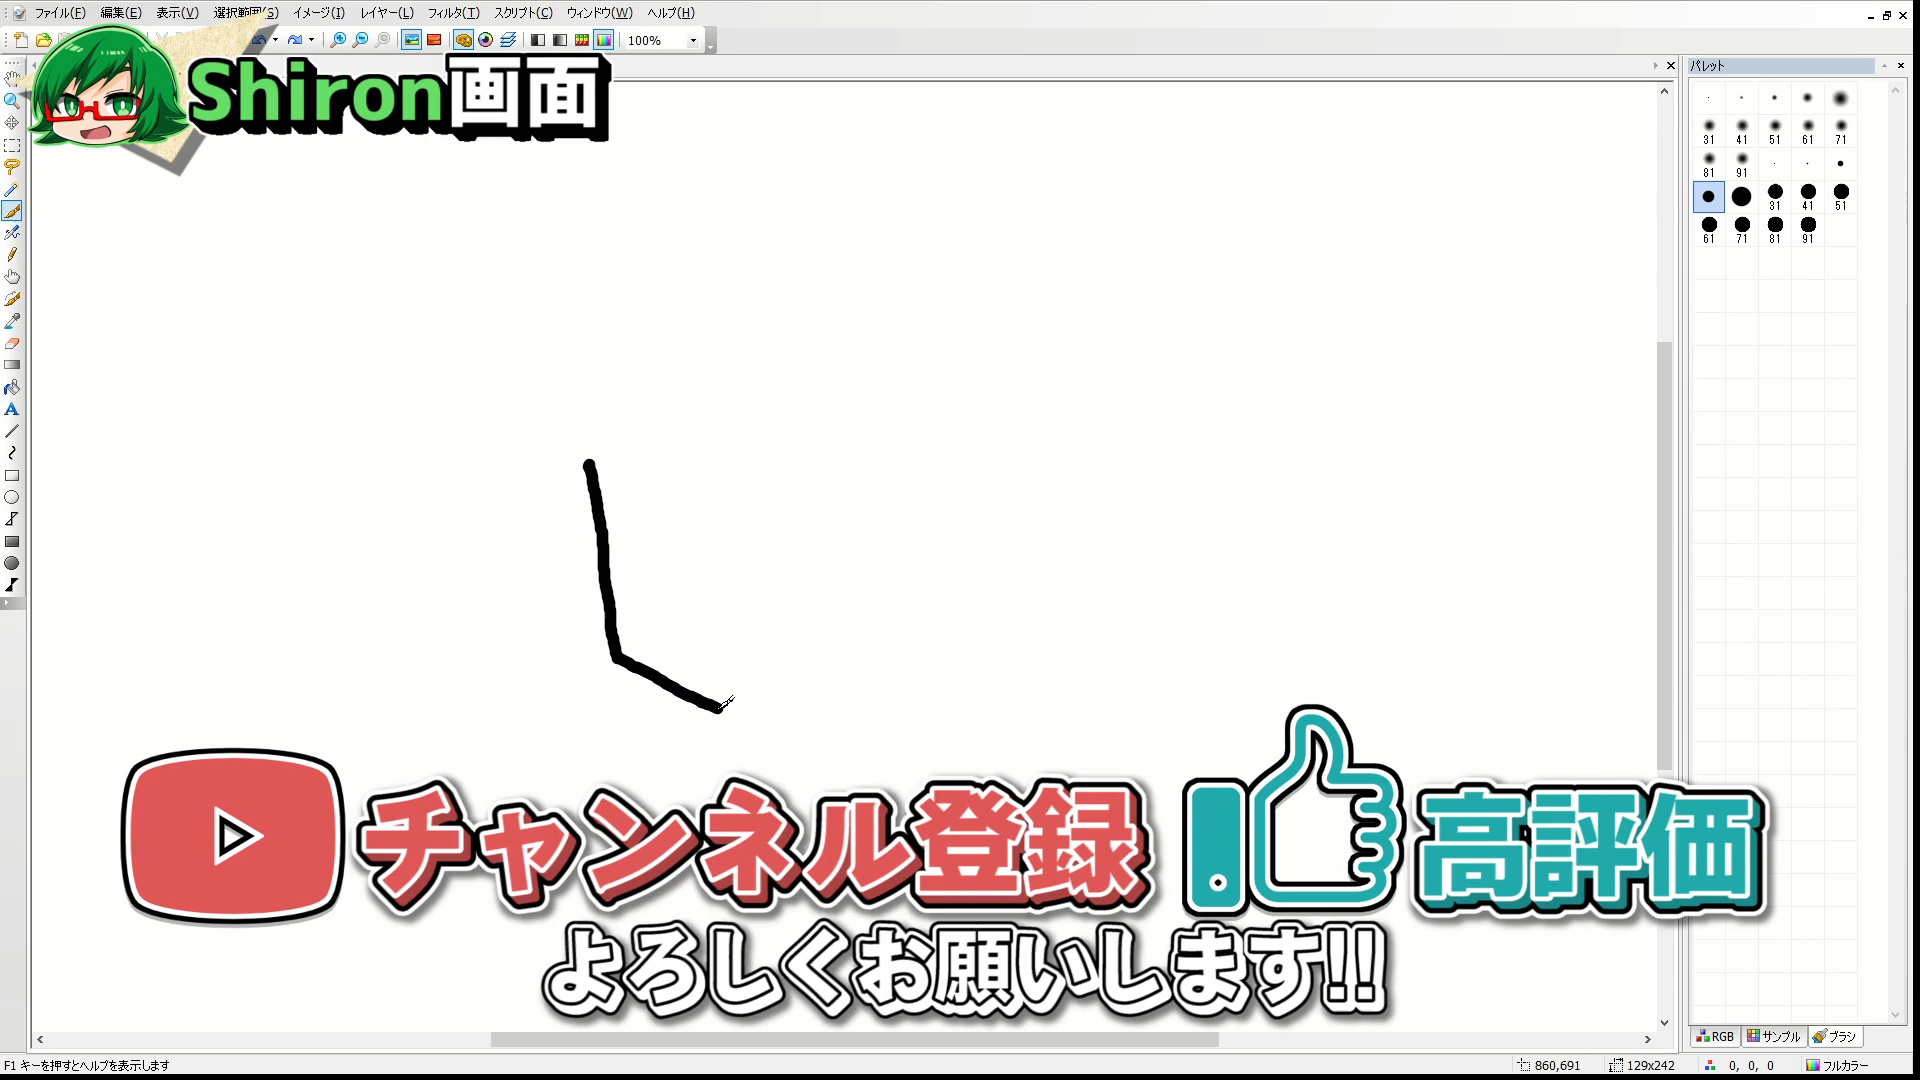 ファイル(F) 編集(E) 表示(V) 選択範囲(S) イメージ(I) レイヤー(L) フィルタ(T) スクリプト(C) ウィンドウ(W) ヘルプ(H)
100%
パレット
Shiron画面
31 41 51 61 71
81 91
31 41 51
61 71 81 91
チャンネル登録 高評価
よろしくお願いします!!
RGB サンプル ブラシ
F1 キーを押すとヘルプを表示します 860,691 129x242 0, 0, 0 フルカラー